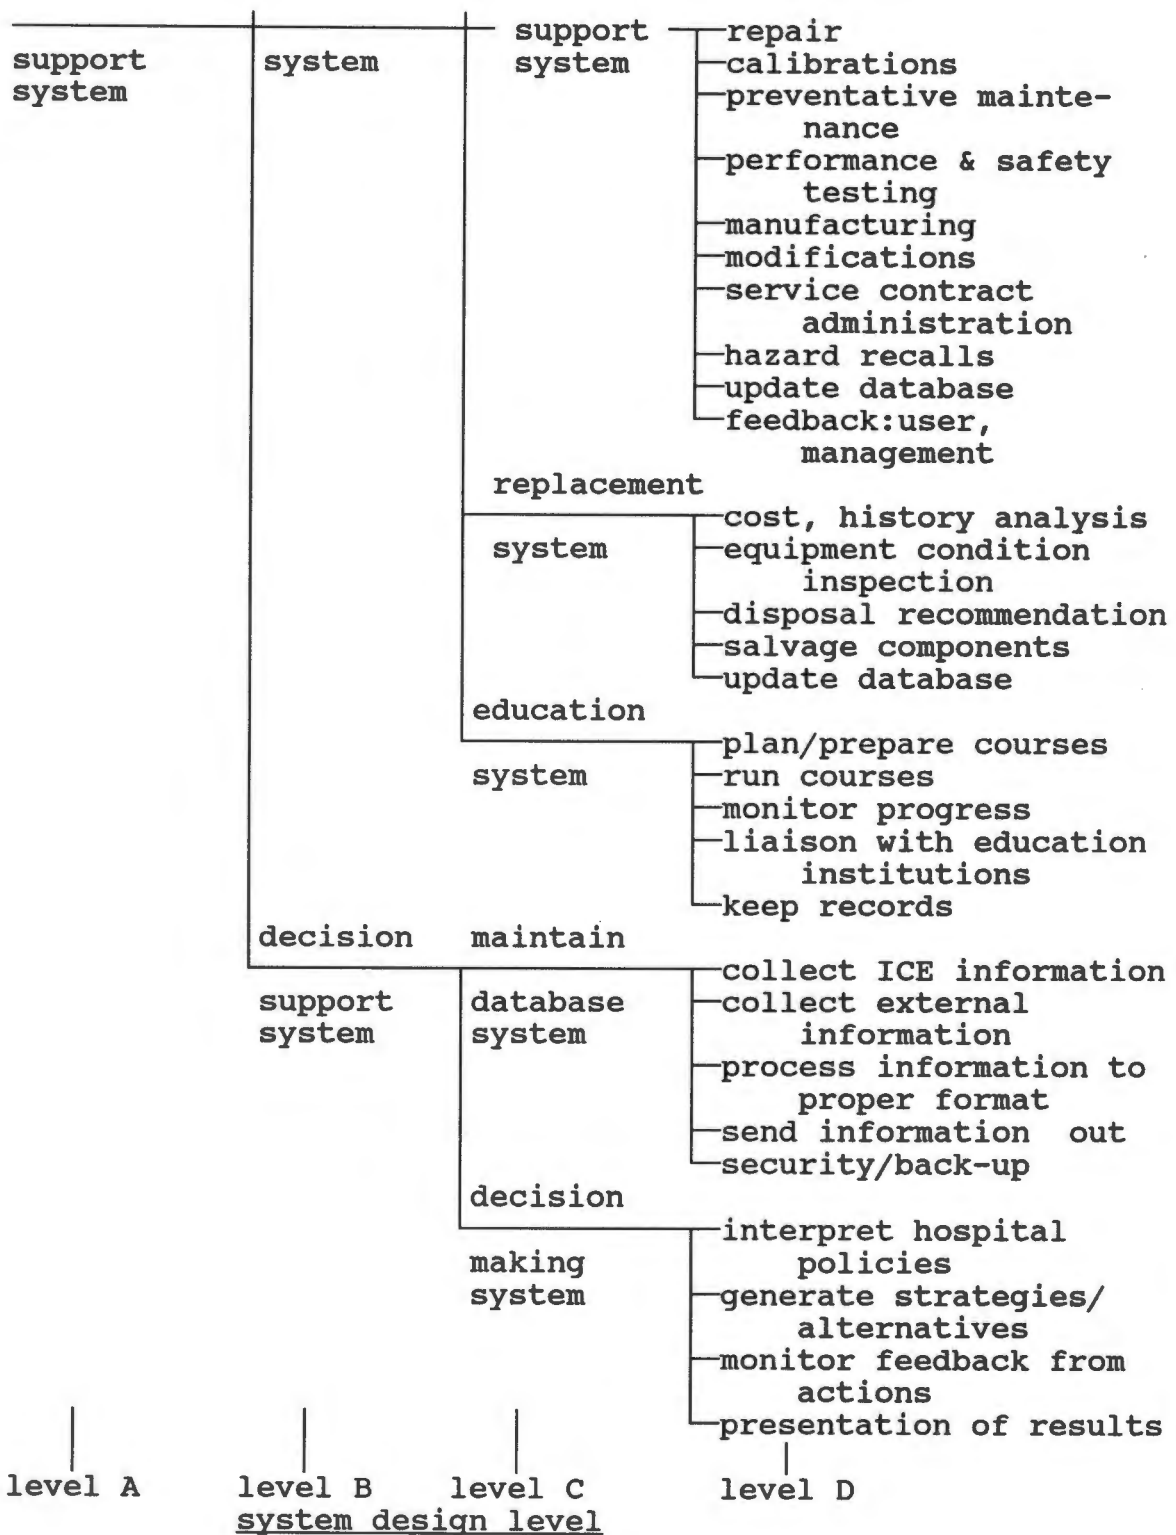 support repair
support system system calibrations
system preventative mainte-
nance
performance & safety
testing
manufacturing
modifications
service contract
administration
hazard recalls
update database
feedback:user,
management
replacement
cost, history analysis
system equipment condition
inspection
disposal recommendation
salvage components
update database
education
plan/prepare courses
system run courses
monitor progress
liaison with education
institutions
keep records
decision maintain
collect ICE information
support database collect external
system system information
process information to
proper format
send information out
security/back-up
decision
interpret hospital
making policies
system generate strategies/
alternatives
monitor feedback from
actions
presentation of results
level A level B level C level D
system design level